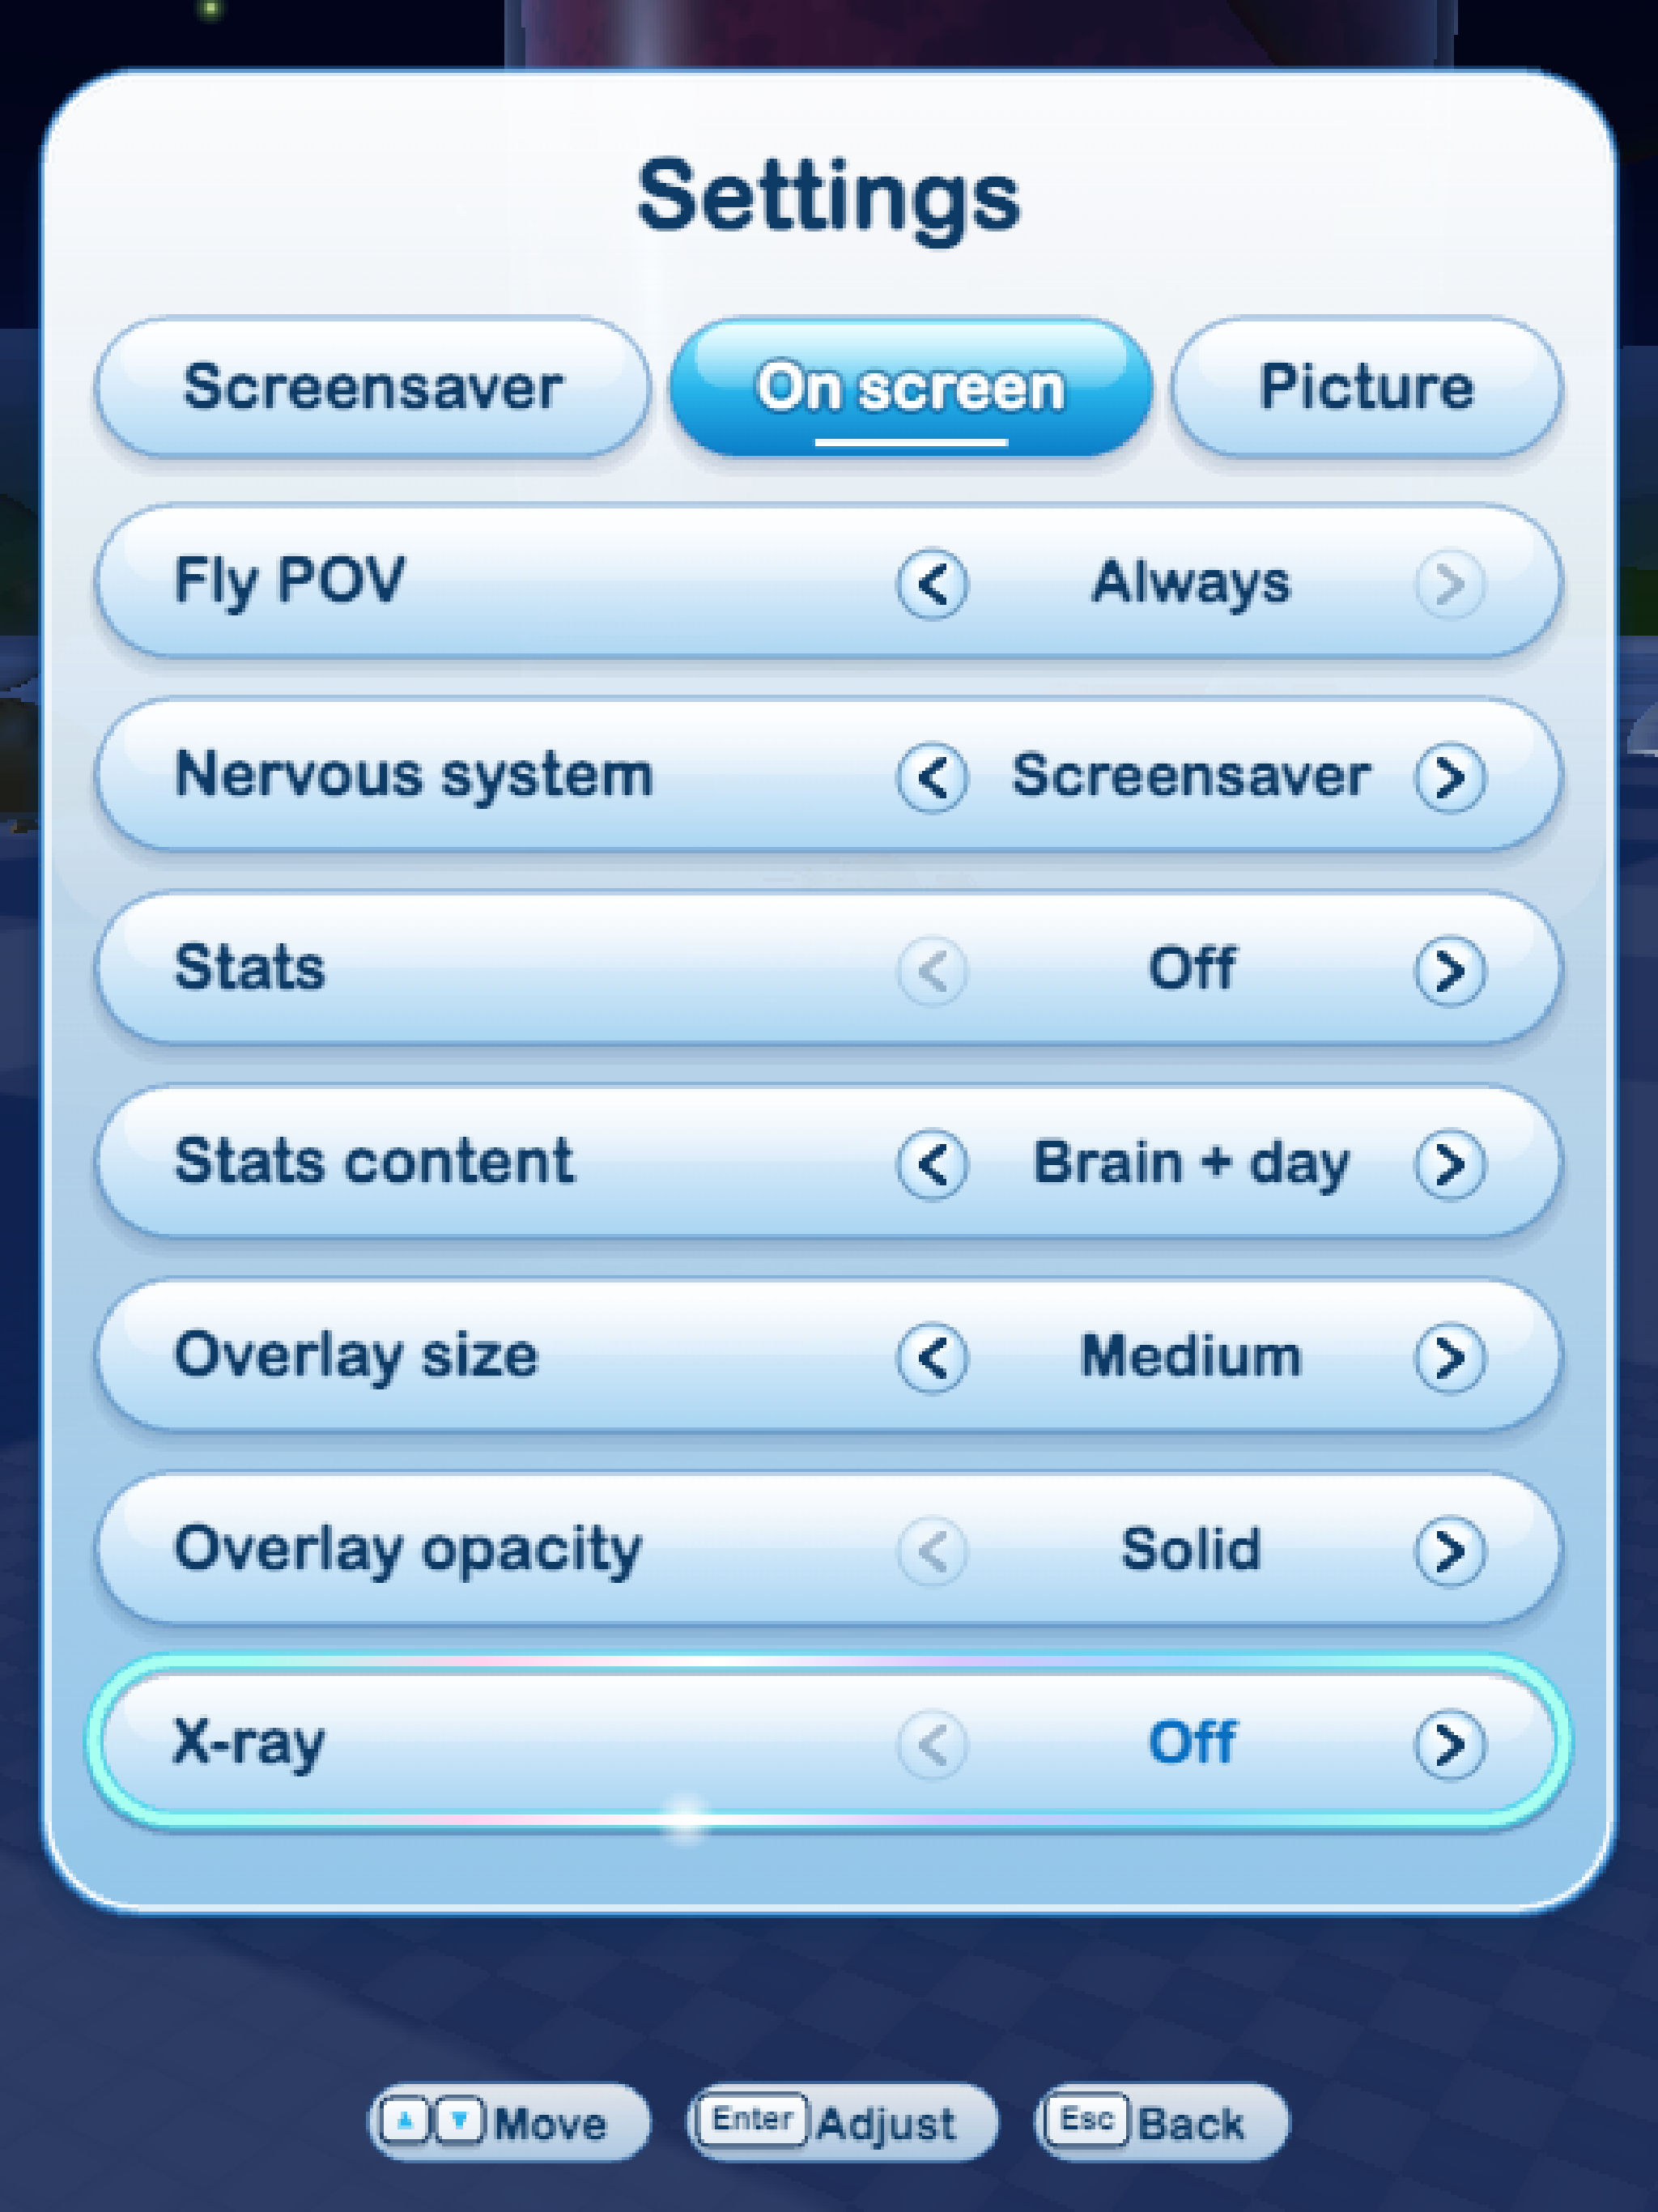 Settings
Screensaver On screen Picture
Fly POV < Always >
Nervous system < Screensaver >
Stats < Off >
Stats content < Brain + day >
Overlay size < Medium >
Overlay opacity < Solid >
X-ray < Off >
▲ ▼ Move Enter Adjust Esc Back